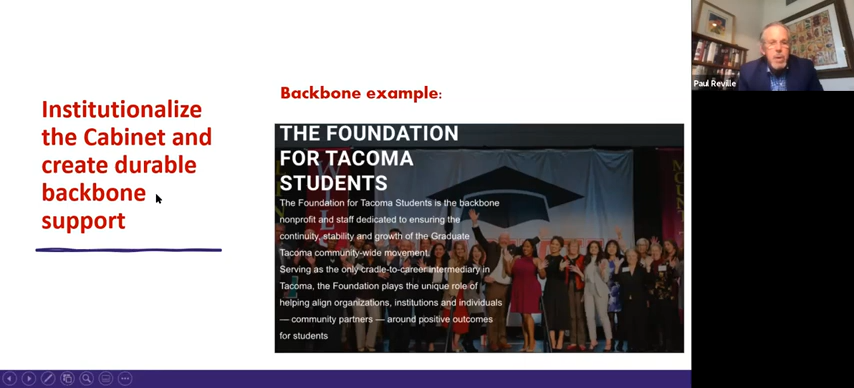 Institutionalize
the Cabinet and
create durable
backbone
support
Backbone example:
THE FOUNDATION
FOR TACOMA
STUDENTS
The Foundation for Tacoma Students is the backbone
nonprofit and staff dedicated to ensuring the
continuity, stability and growth of the Graduate
Tacoma community-wide movement.
Serving as the only cradle-to-career intermediary in
Tacoma, the Foundation plays the unique role of
helping align organizations, institutions and individuals
— community partners — around positive outcomes
for students
Paul Reville